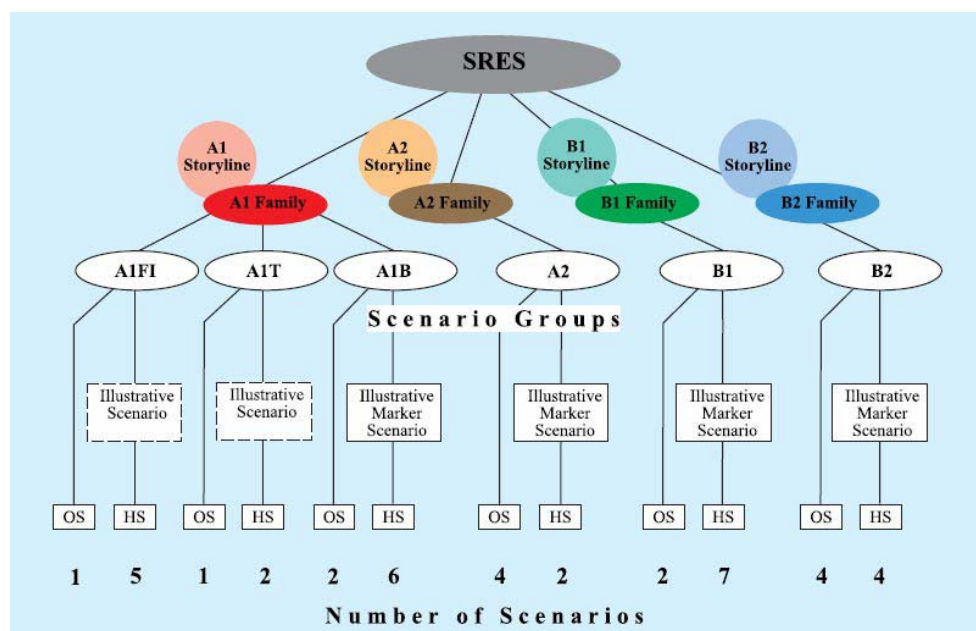 SRES
A1
Storyline
A2
Storyline
B1
Storyline
B2
Storyline
A1 Family
A2 Family
B1 Family
B2 Family
A1FI
A1T
A1B
A2
B1
B2
Scenario Groups
Illustrative
Scenario
Illustrative
Scenario
Illustrative
Marker
Scenario
Illustrative
Marker
Scenario
Illustrative
Marker
Scenario
Illustrative
Marker
Scenario
OS HS OS HS OS HS OS HS OS HS OS HS
1 5 1 2 2 6 4 2 2 7 4 4
Number of Scenarios